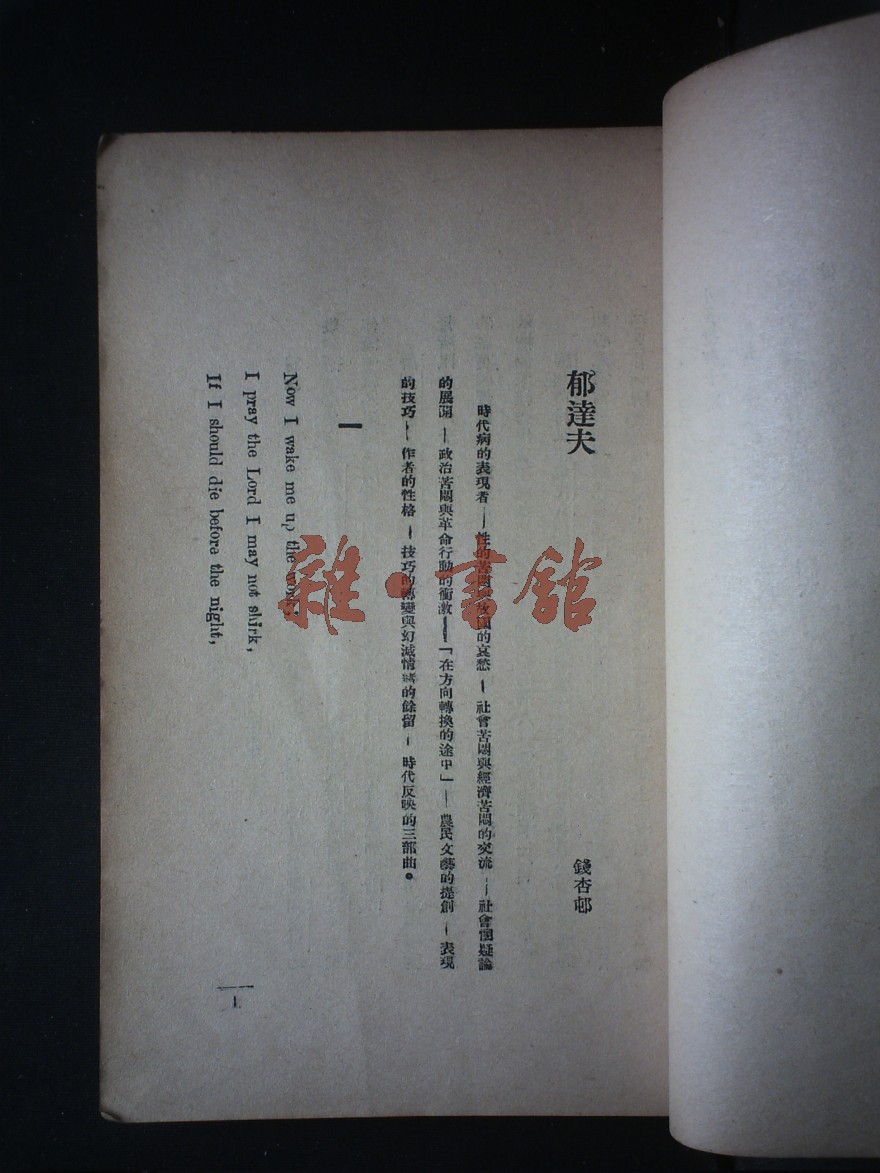 郁達夫
錢杏邨
時代病的表現者——性的苦悶與故國的哀愁——社會苦悶與經濟苦悶的交流——社會懷疑論
的展開——政治苦悶與革命行動的衝激——「在方向轉換的途中」——農民文藝的提創——表現
的技巧——作者的性格——技巧的轉變與幻滅情緒的餘留——時代反映的三部曲。
一
Now I wake me up the work;
I pray the Lord I may not shirk,
If I should die before the night,
1
雜·書館